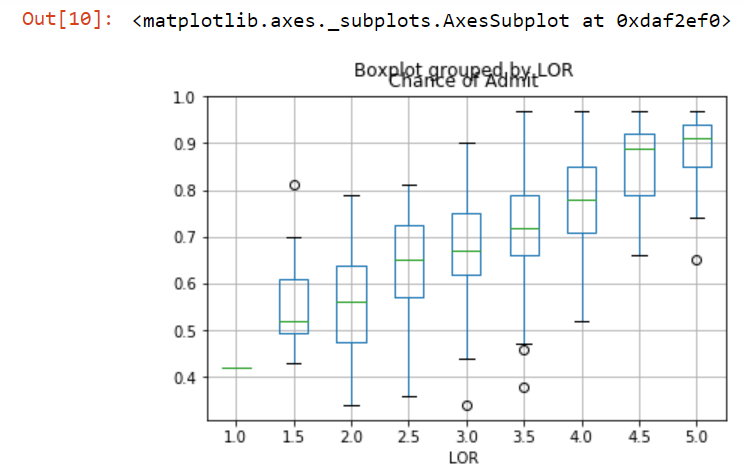 Out[10]: <matplotlib.axes._subplots.AxesSubplot at 0xdaf2ef0>
Boxplot grouped by LOR
Chance of Admit
1.0
0.9
0.8
0.7
0.6
0.5
0.4
1.0 1.5 2.0 2.5 3.0 3.5 4.0 4.5 5.0
LOR